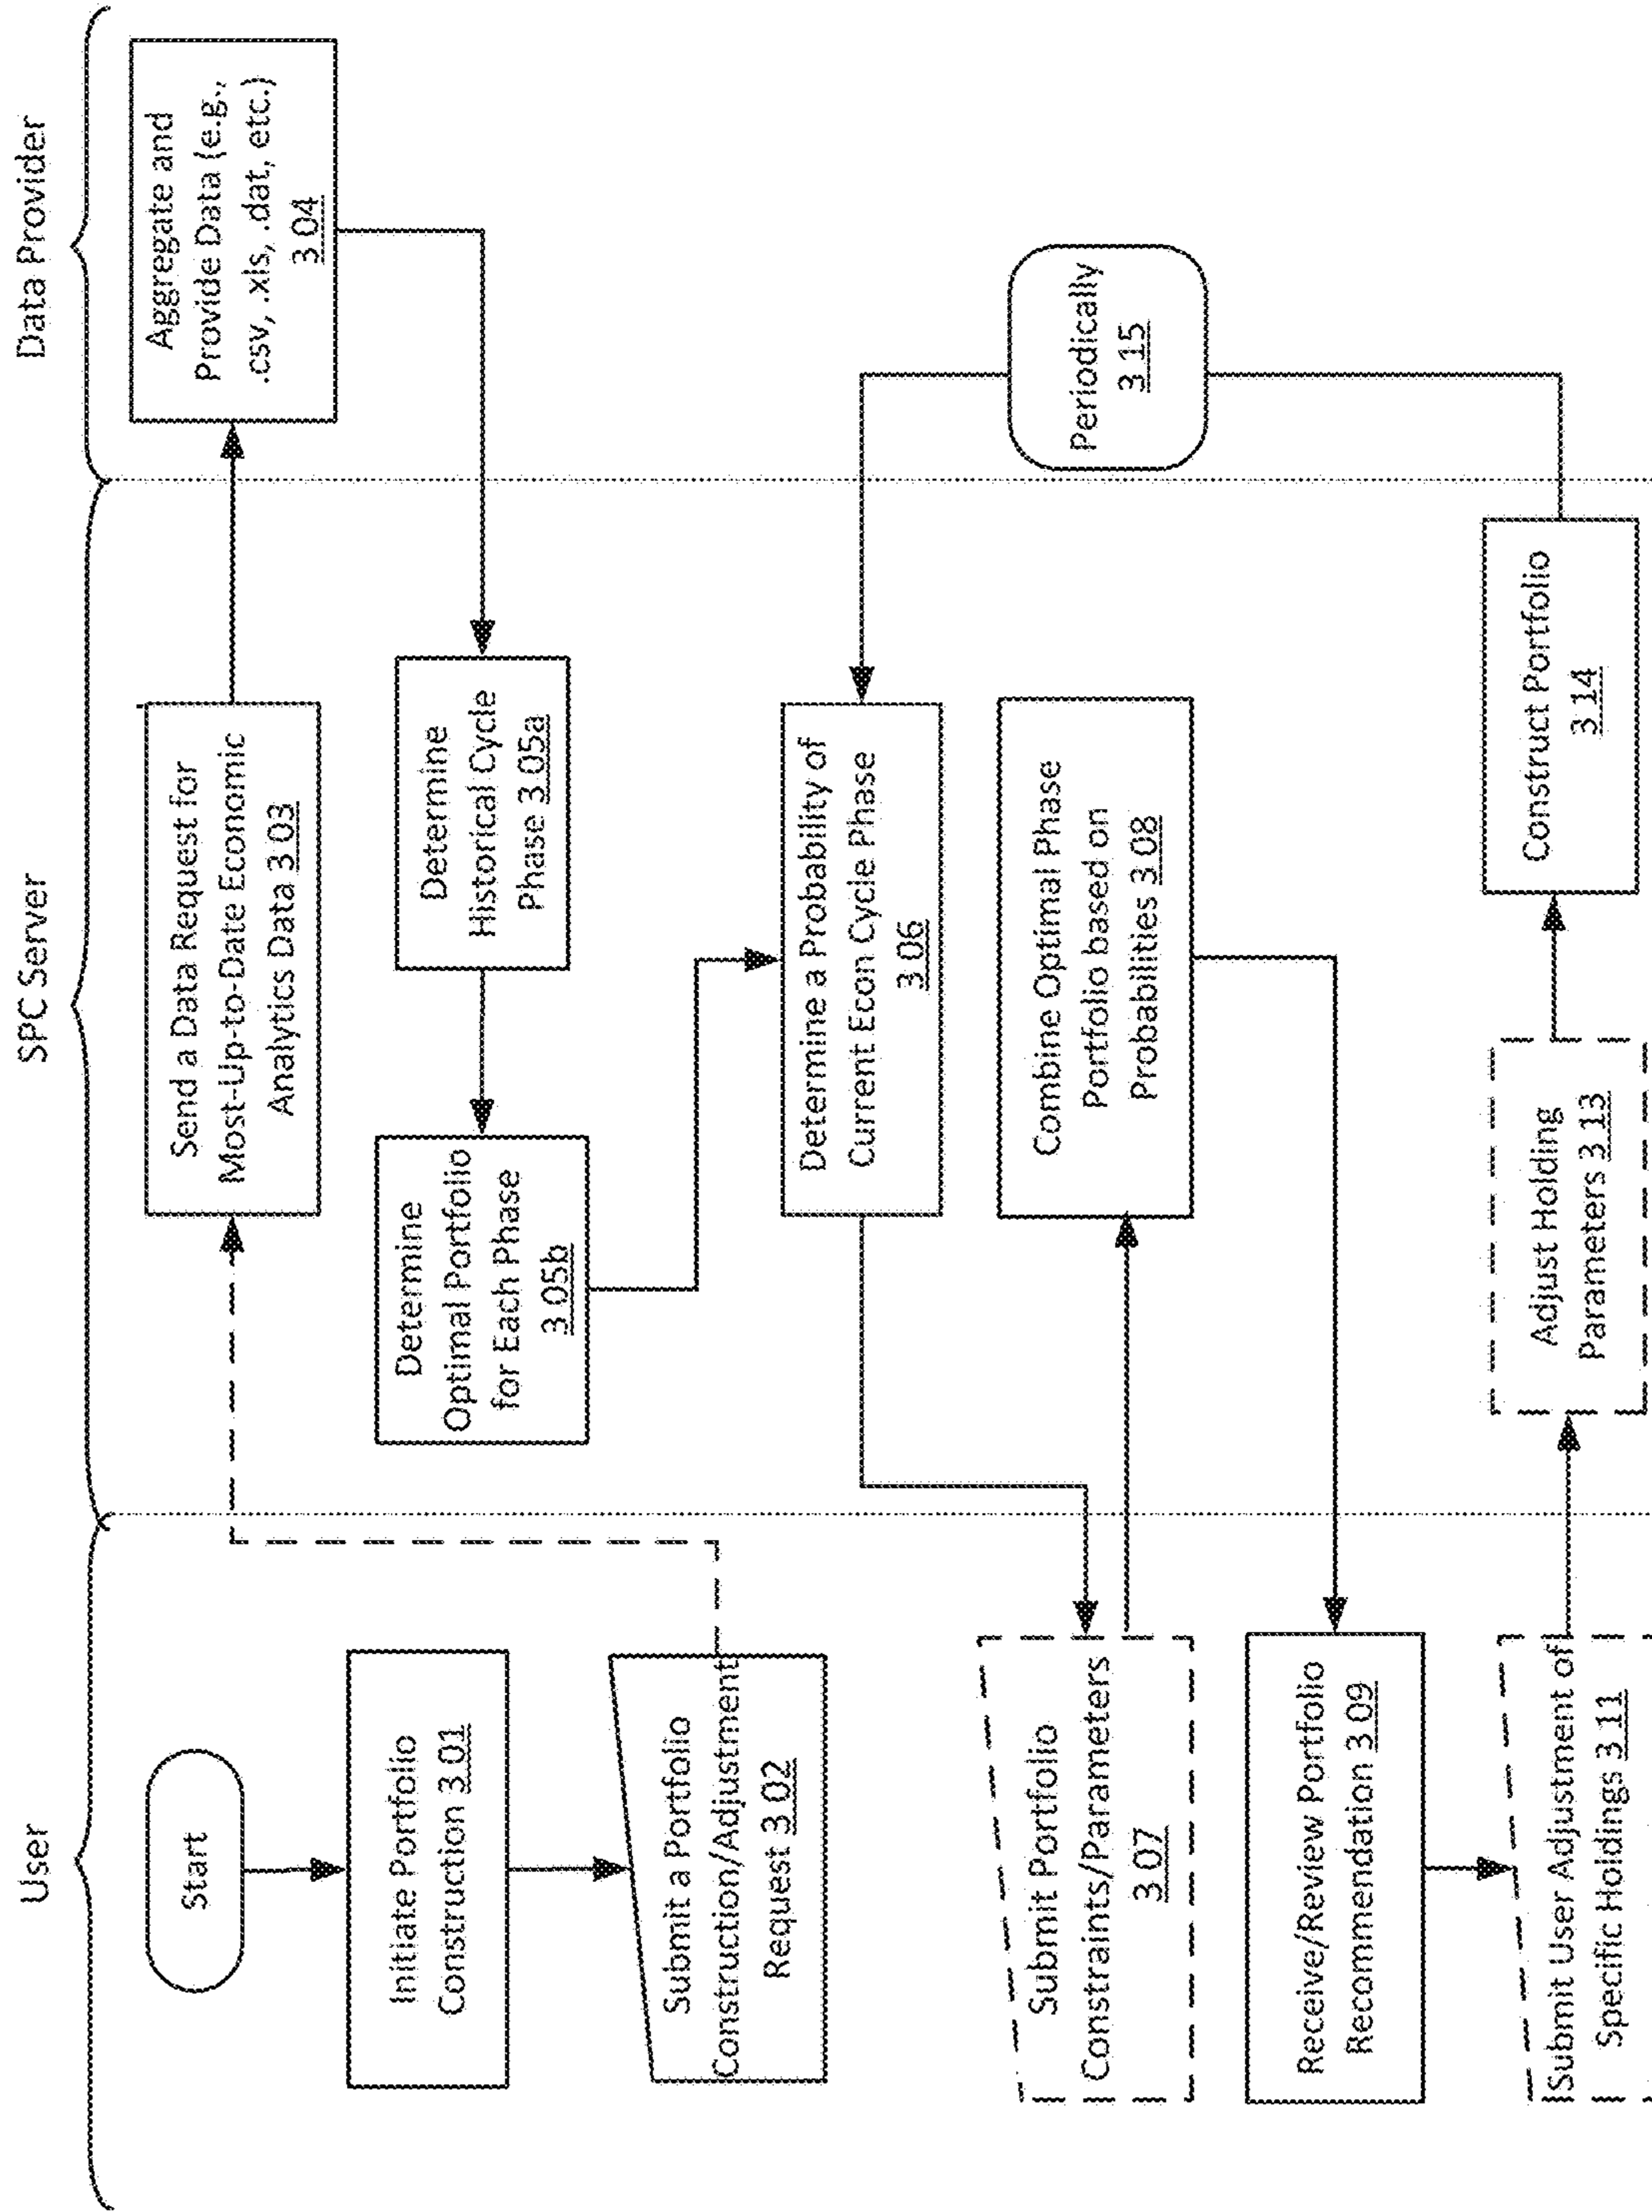 User
SPC Server
Data Provider
Start
Initiate Portfolio
Construction 3 01
Submit a Portfolio
Construction/Adjustment
Request 3 02
Send a Data Request for
Most-Up-to-Date Economic
Analytics Data 3 03
Aggregate and
Provide Data (e.g.,
.csv, .xls, .dat, etc.)
3 04
Determine
Historical Cycle
Phase 3 05a
Determine
Optimal Portfolio
for Each Phase
3 05b
Determine a Probability of
Current Econ Cycle Phase
3 06
Submit Portfolio
Constraints/Parameters
3 07
Combine Optimal Phase
Portfolio based on
Probabilities 3 08
Receive/Review Portfolio
Recommendation 3 09
Submit User Adjustment of
Specific Holdings 3 11
Adjust Holding
Parameters 3 13
Construct Portfolio
3 14
Periodically
3 15